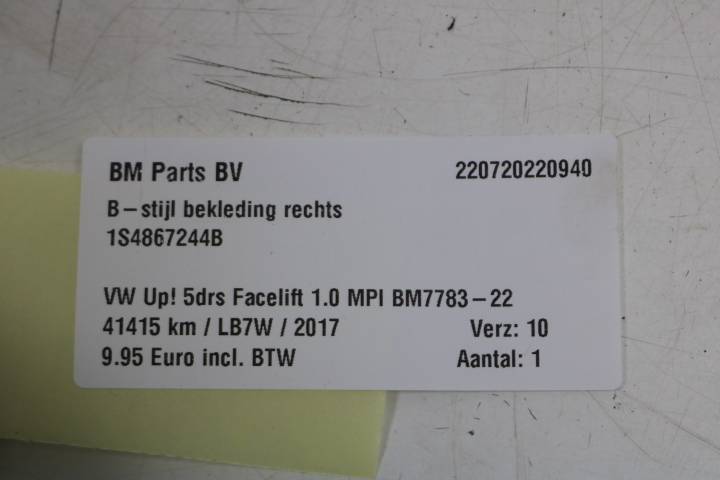 BM Parts BV 220720220940
B-stijl bekleding rechts
1S4867244B
VW Up! 5drs Facelift 1.0 MPI BM7783-22
41415 km / LB7W / 2017 Verz: 10
9.95 Euro incl. BTW Aantal: 1